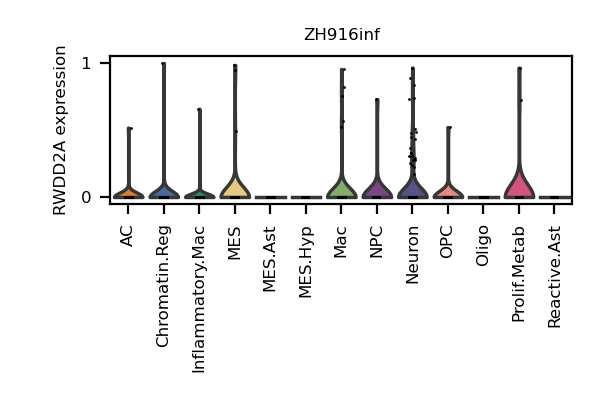 ZH916inf
RWDD2A expression
1
0
AC
Chromatin.Reg
Inflammatory.Mac
MES
MES.Ast
MES.Hyp
Mac
NPC
Neuron
OPC
Oligo
Prolif.Metab
Reactive.Ast